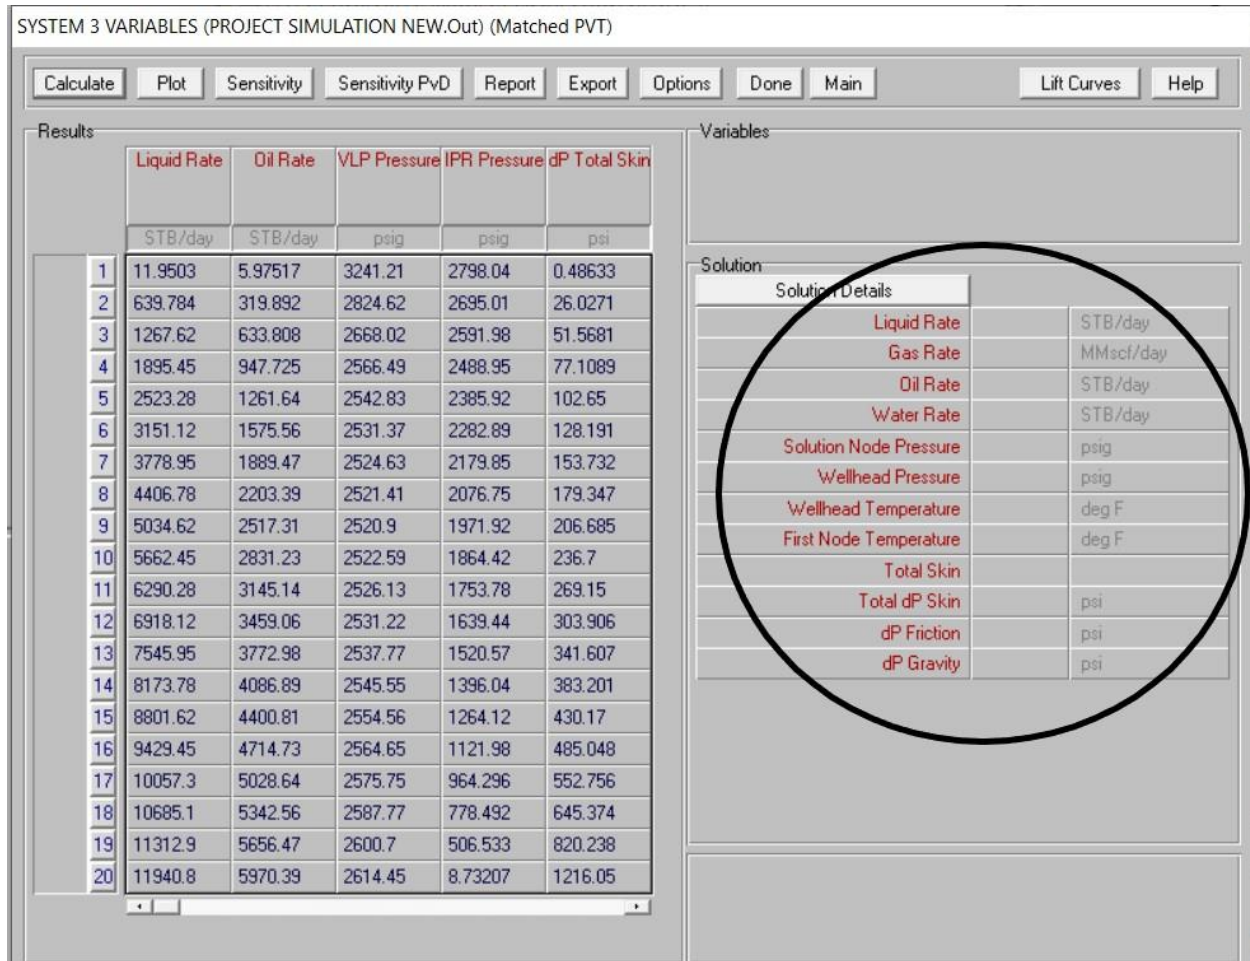 SYSTEM 3 VARIABLES (PROJECT SIMULATION NEW.Out) (Matched PVT)
Calculate Plot Sensitivity Sensitivity PvD Report Export Options Done Main Lift Curves Help
Results
Liquid Rate Oil Rate VLP Pressure IPR Pressure dP Total Skin
STB/day STB/day psig psig psi
1 11.9503 5.97517 3241.21 2798.04 0.48633
2 639.784 319.892 2824.62 2695.01 26.0271
3 1267.62 633.808 2668.02 2591.98 51.5681
4 1895.45 947.725 2566.49 2488.95 77.1089
5 2523.28 1261.64 2542.83 2385.92 102.65
6 3151.12 1575.56 2531.37 2282.89 128.191
7 3778.95 1889.47 2524.63 2179.85 153.732
8 4406.78 2203.39 2521.41 2076.75 179.347
9 5034.62 2517.31 2520.9 1971.92 206.685
10 5662.45 2831.23 2522.59 1864.42 236.7
11 6290.28 3145.14 2526.13 1753.78 269.15
12 6918.12 3459.06 2531.22 1639.44 303.906
13 7545.95 3772.98 2537.77 1520.57 341.607
14 8173.78 4086.89 2545.55 1396.04 383.201
15 8801.62 4400.81 2554.56 1264.12 430.17
16 9429.45 4714.73 2564.65 1121.98 485.048
17 10057.3 5028.64 2575.75 964.296 552.756
18 10685.1 5342.56 2587.77 778.492 645.374
19 11312.9 5656.47 2600.7 506.533 820.238
20 11940.8 5970.39 2614.45 8.73207 1216.05
Variables
Solution
Solution Details
Liquid Rate STB/day
Gas Rate MMscf/day
Oil Rate STB/day
Water Rate STB/day
Solution Node Pressure psig
Wellhead Pressure psig
Wellhead Temperature deg F
First Node Temperature deg F
Total Skin
Total dP Skin psi
dP Friction psi
dP Gravity psi